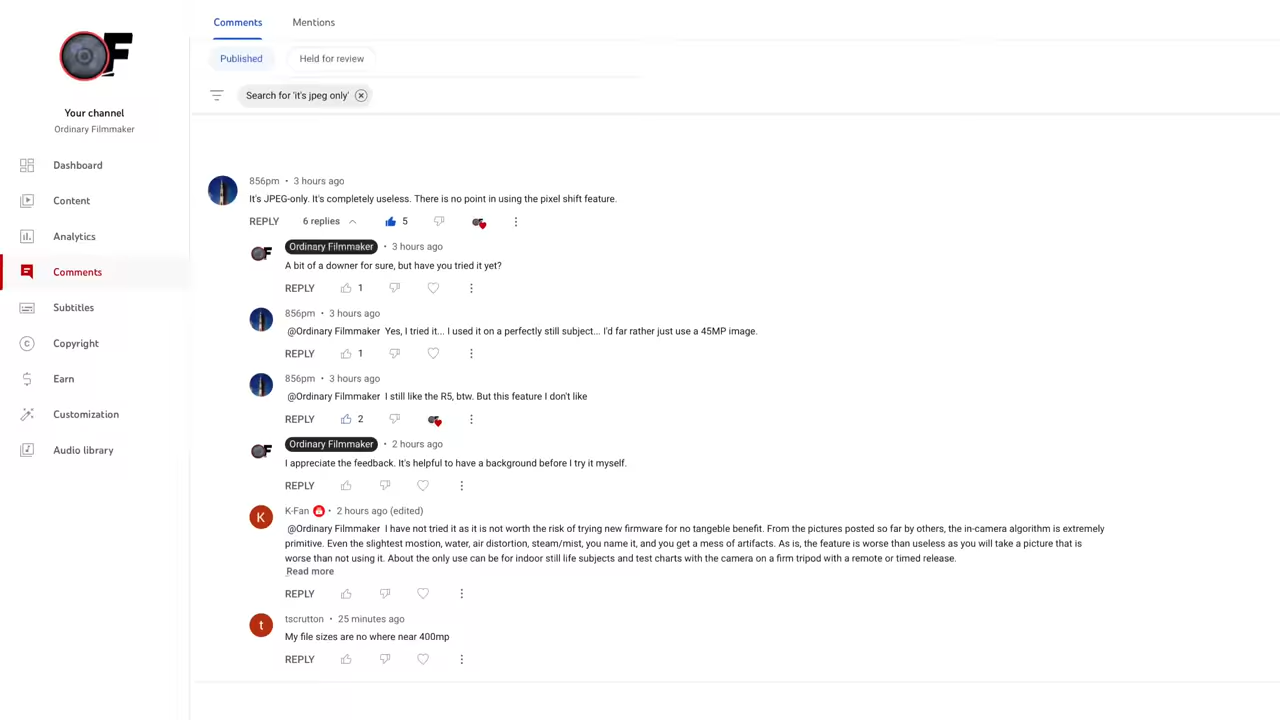 Comments Mentions
Published Held for review
Search for 'it's jpeg only'
F
Your channel
Ordinary Filmmaker
Dashboard
Content
Analytics
Comments
Subtitles
Copyright
Earn
Customization
Audio library
856pm • 3 hours ago
It's JPEG-only. It's completely useless. There is no point in using the pixel shift feature.
REPLY 6 replies 5
Ordinary Filmmaker • 3 hours ago
A bit of a downer for sure, but have you tried it yet?
REPLY 1
856pm • 3 hours ago
@Ordinary Filmmaker Yes, I tried it... I used it on a perfectly still subject... I'd far rather just use a 45MP image.
REPLY 1
856pm • 3 hours ago
@Ordinary Filmmaker I still like the R5, btw. But this feature I don't like
REPLY 2
Ordinary Filmmaker • 2 hours ago
I appreciate the feedback. It's helpful to have a background before I try it myself.
REPLY
K K-Fan • 2 hours ago (edited)
@Ordinary Filmmaker I have not tried it as it is not worth the risk of trying new firmware for no tangeble benefit. From the pictures posted so far by others, the in-camera algorithm is extremely
primitive. Even the slightest mostion, water, air distortion, steam/mist, you name it, and you get a mess of artifacts. As is, the feature is worse than useless as you will take a picture that is
worse than not using it. About the only use can be for indoor still life subjects and test charts with the camera on a firm tripod with a remote or timed release.
Read more
REPLY
t tscrutton • 25 minutes ago
My file sizes are no where near 400mp
REPLY